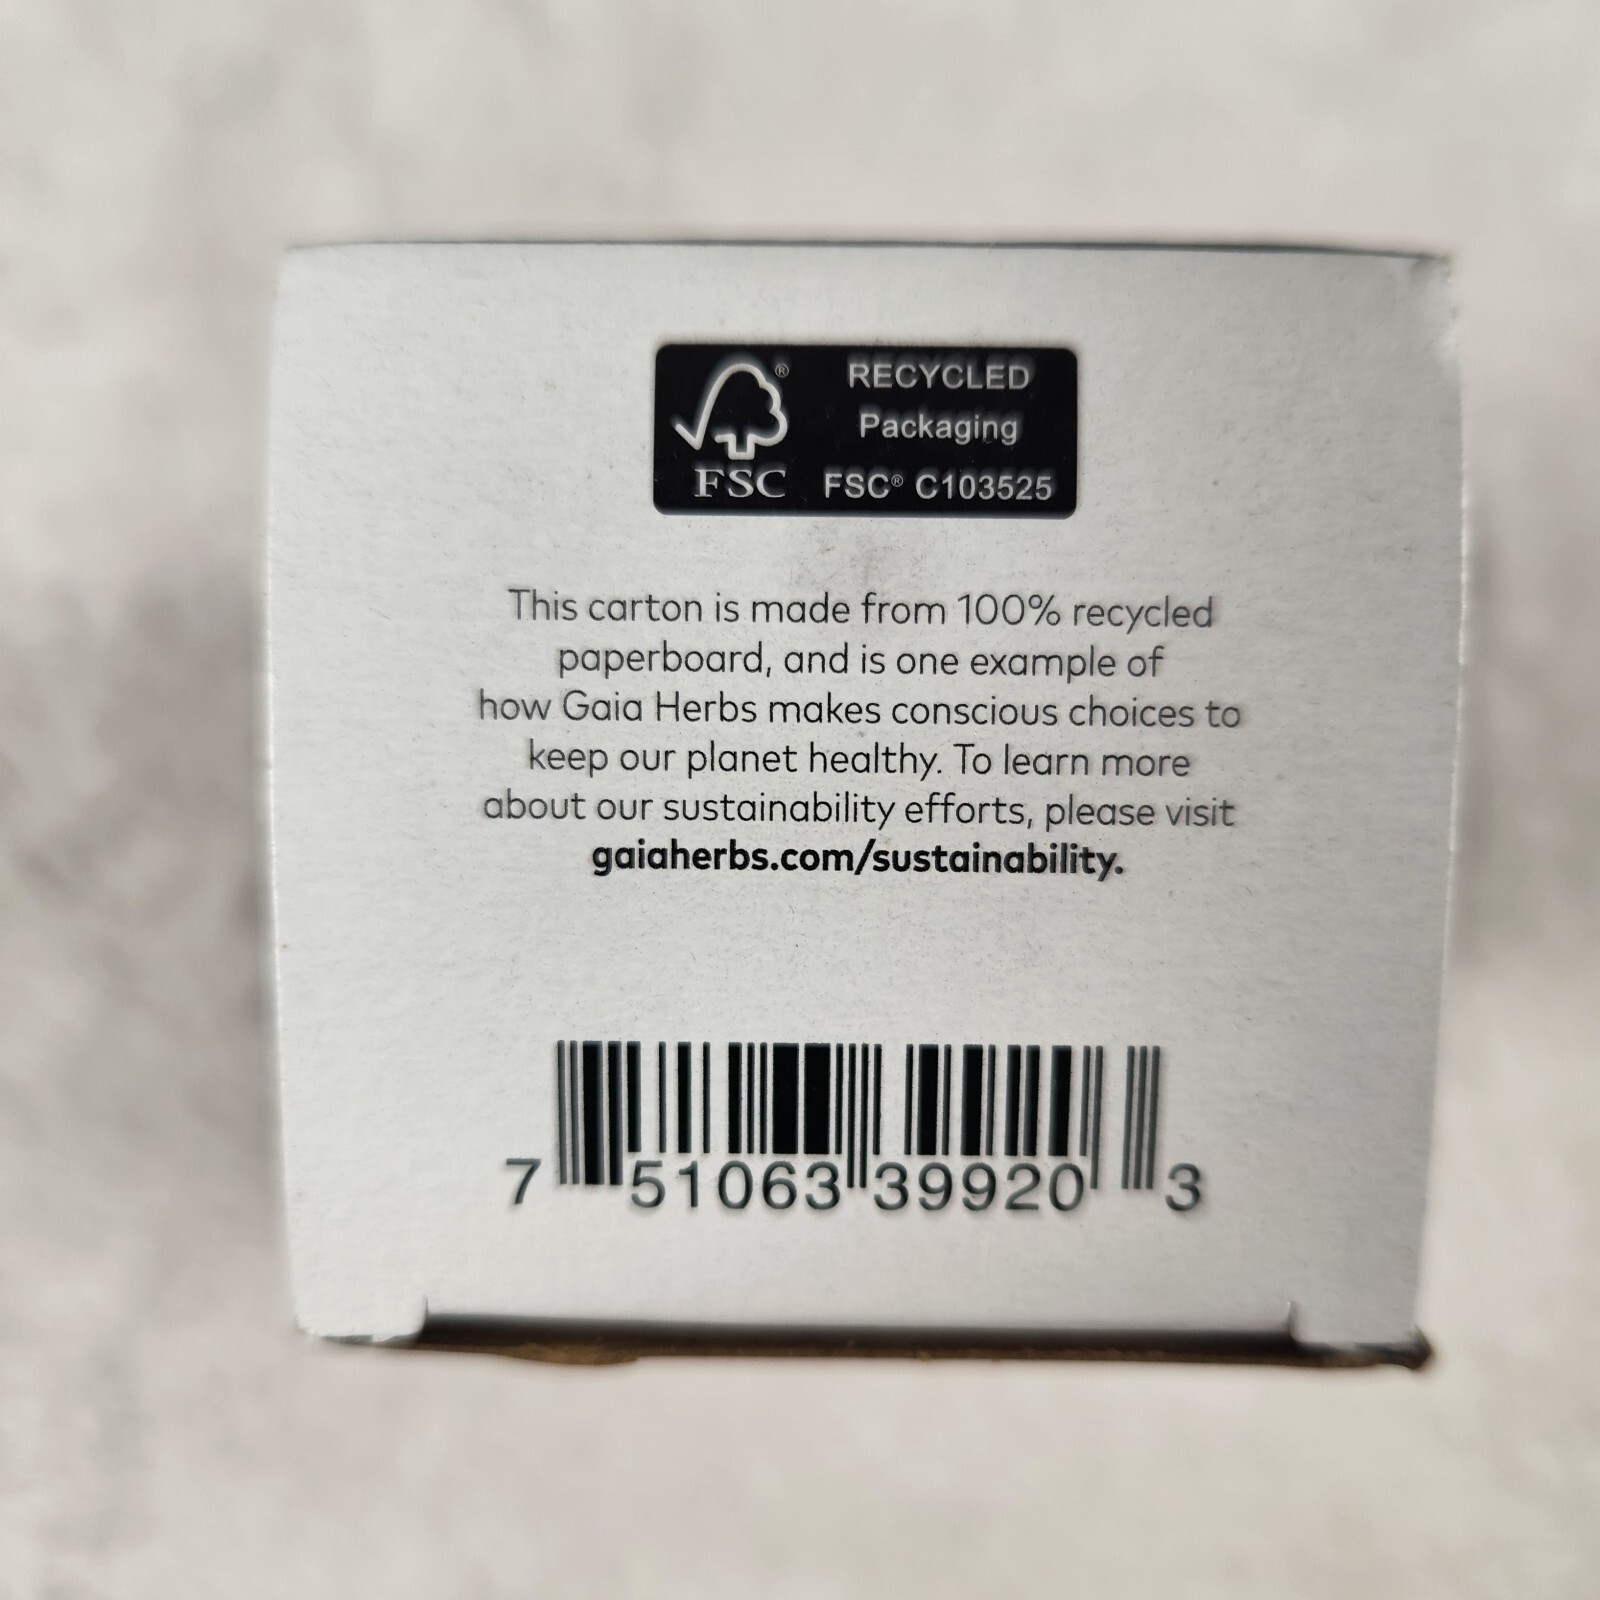 RECYCLED
Packaging
FSC® C103525
®
FSC
This carton is made from 100% recycled
paperboard, and is one example of
how Gaia Herbs makes conscious choices to
keep our planet healthy. To learn more
about our sustainability efforts, please visit
gaiaherbs.com/sustainability.
7 51063 39920 3